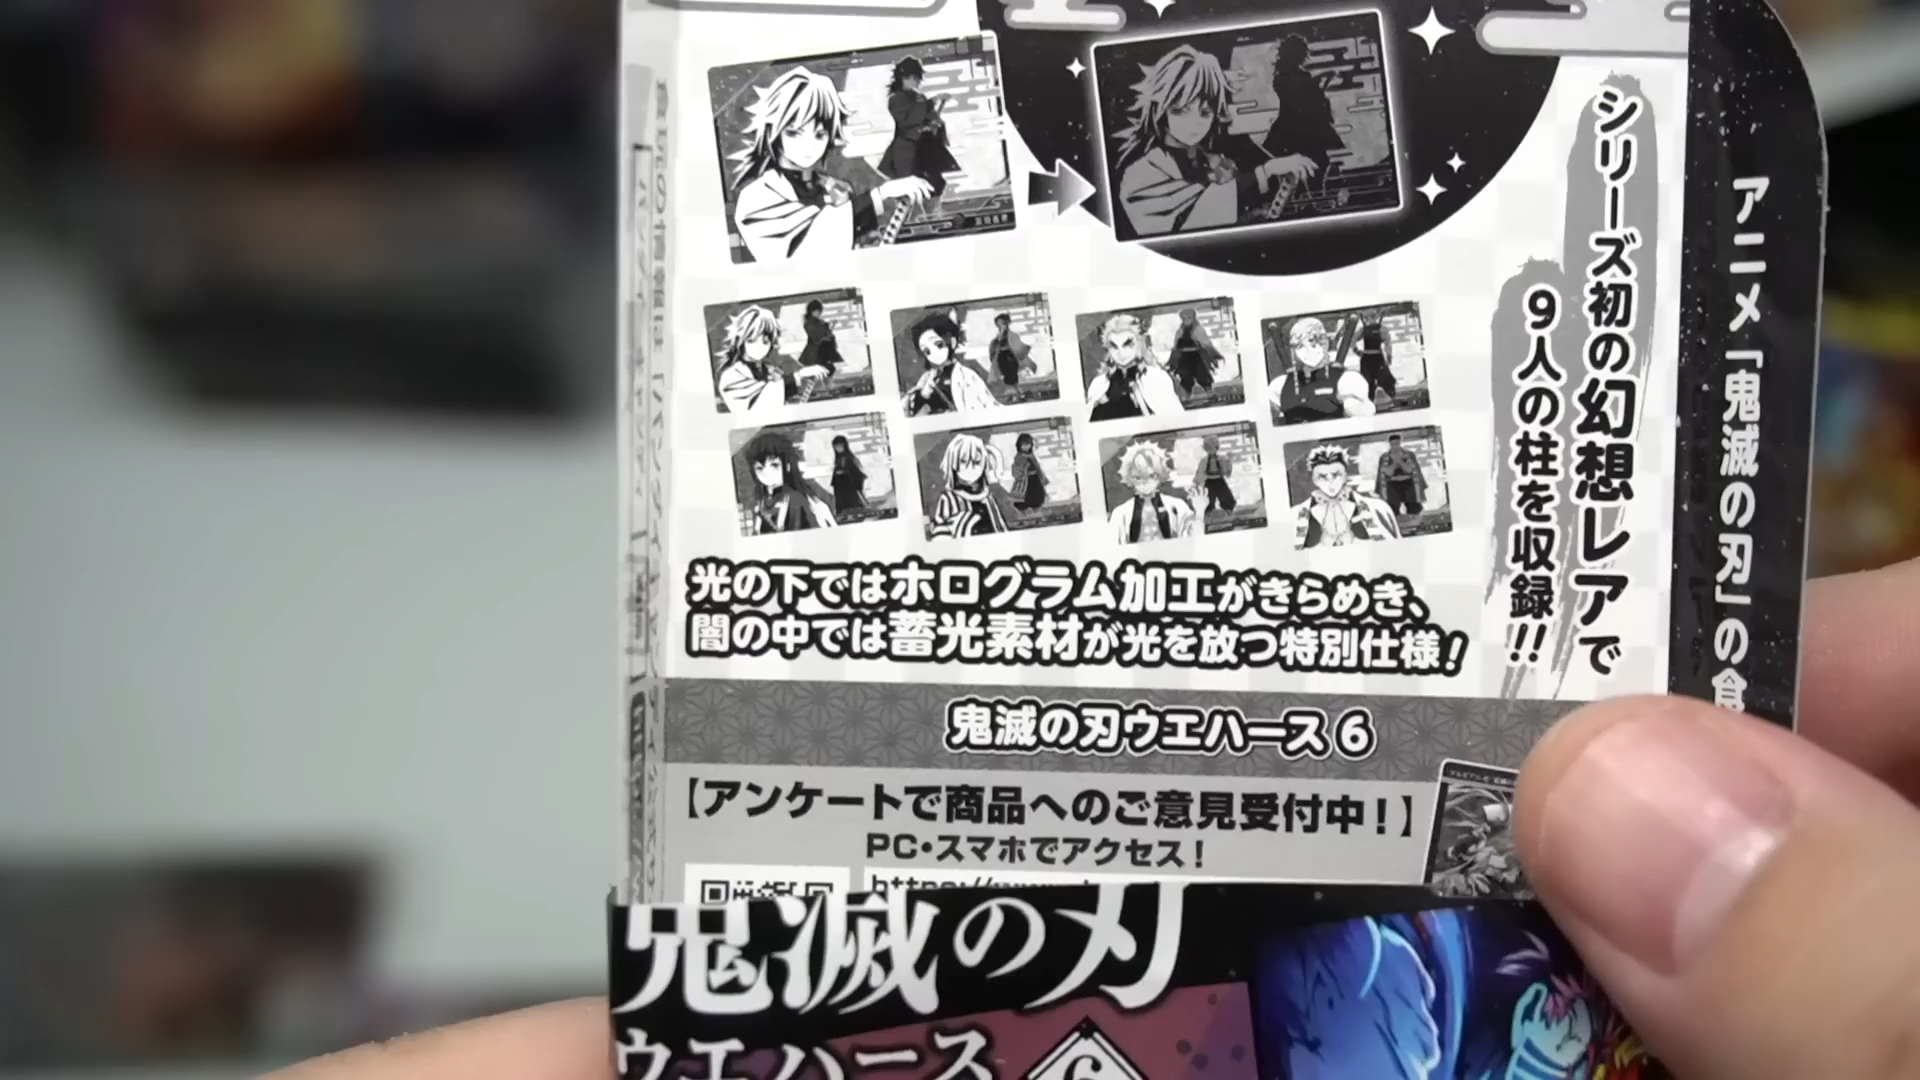 シリーズ初の幻想レアで
9人の柱を収録!!
アニメ「鬼滅の刃」の食
光の下ではホログラム加工がきらめき、
闇の中では蓄光素材が光を放つ特別仕様!
鬼滅の刃ウエハース6
【アンケートで商品へのご意見受付中!】
PC・スマホでアクセス!
鬼滅の刃
ウエハース
6